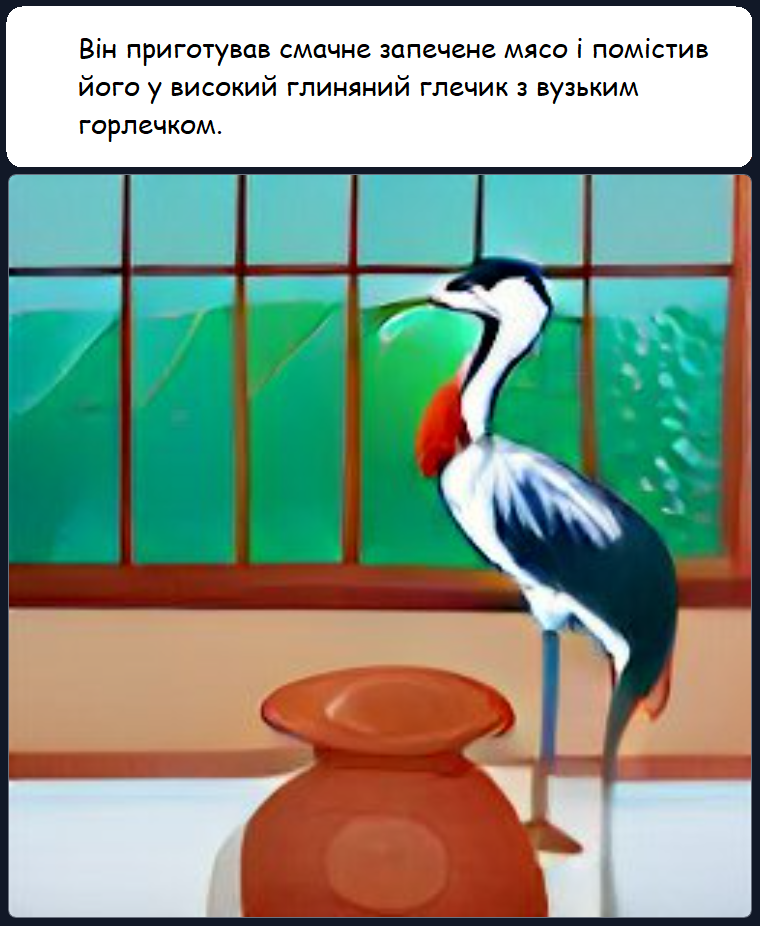 Він приготував смачне запечене мясо і помістив
його у високий глиняний глечик з вузьким
горлечком.